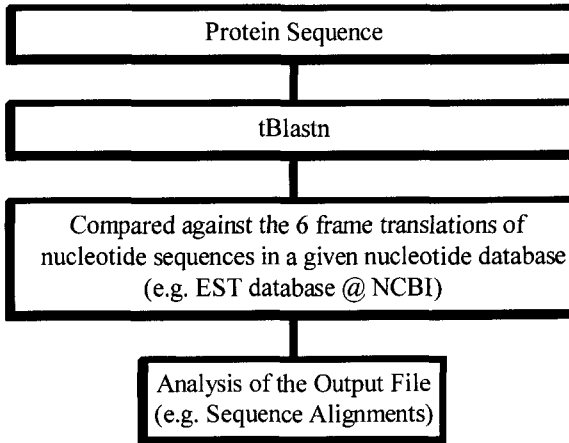 Protein Sequence
tBlastn
Compared against the 6 frame translations of
nucleotide sequences in a given nucleotide database
(e.g. EST database @ NCBI)
Analysis of the Output File
(e.g. Sequence Alignments)